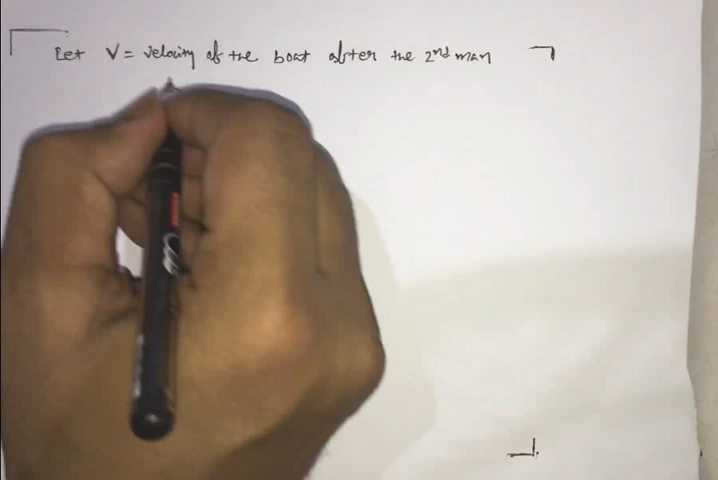 Let V = velocity of the boat after the 2nd man